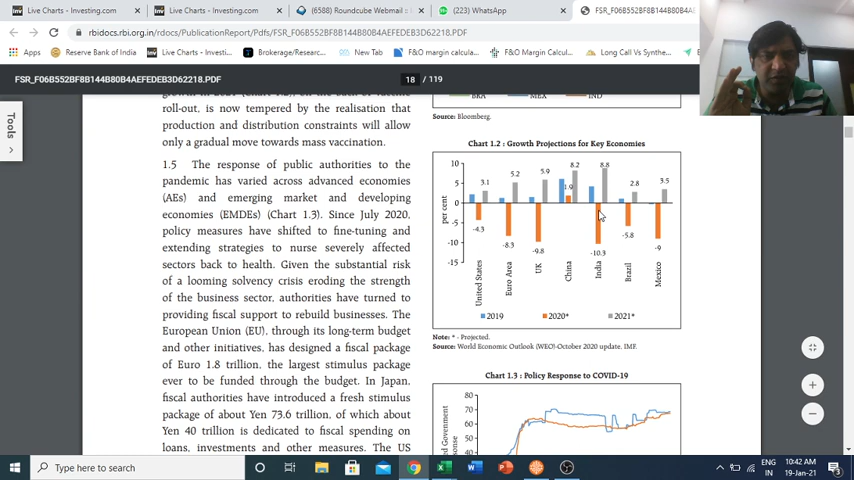 Live Charts - Investing.com
Live Charts - Investing.com
(6588) Roundcube Webmail ::
(223) WhatsApp
FSR_F06B552BF8B144B80B4AEFEDEB
rbidocs.rbi.org.in/rdocs/PublicationReport/Pdfs/FSR_F06B552BF8B144B80B4AEFEDEB3D62218.PDF
Apps
Reserve Bank of India
Live Charts - Investing...
Brokerage/Researc...
New Tab
F&O margin calcula...
F&O Margin Calcul...
Long Call Vs Synthe...
FSR_F06B552BF8B144B80B4AEFEDEB3D62218.PDF
18 / 119
Tools
roll-out, is now tempered by the realisation that
production and distribution constraints will allow
only a gradual move towards mass vaccination.
1.5 The response of public authorities to the
pandemic has varied across advanced economies
(AEs) and emerging market and developing
economies (EMDEs) (Chart 1.3). Since July 2020,
policy measures have shifted to fine-tuning and
extending strategies to nurse severely affected
sectors back to health. Given the substantial risk
of a looming solvency crisis eroding the strength
of the business sector, authorities have turned to
providing fiscal support to rebuild businesses. The
European Union (EU), through its long-term budget
and other initiatives, has designed a fiscal package
of Euro 1.8 trillion, the largest stimulus package
ever to be funded through the budget. In Japan,
fiscal authorities have introduced a fresh stimulus
package of about Yen 73.6 trillion, of which about
Yen 40 trillion is dedicated to fiscal spending on
loans, investments and other measures. The US
BRA MEX IND
Source: Bloomberg.
Chart 1.2 : Growth Projections for Key Economies
per cent
10
5
0
-5
-10
-15
3.1
5.2
5.9
8.2
8.8
2.8
3.5
1.9
-4.3
-8.3
-9.8
-10.3
-5.8
-9
United States
Euro Area
UK
China
India
Brazil
Mexico
2019 2020* 2021*
Note: * - Projected.
Source: World Economic Outlook (WEO)-October 2020 update, IMF.
Chart 1.3 : Policy Response to COVID-19
80
70
60
50
40
Type here to search
ENG
IN
10:42 AM
19-Jan-21
3